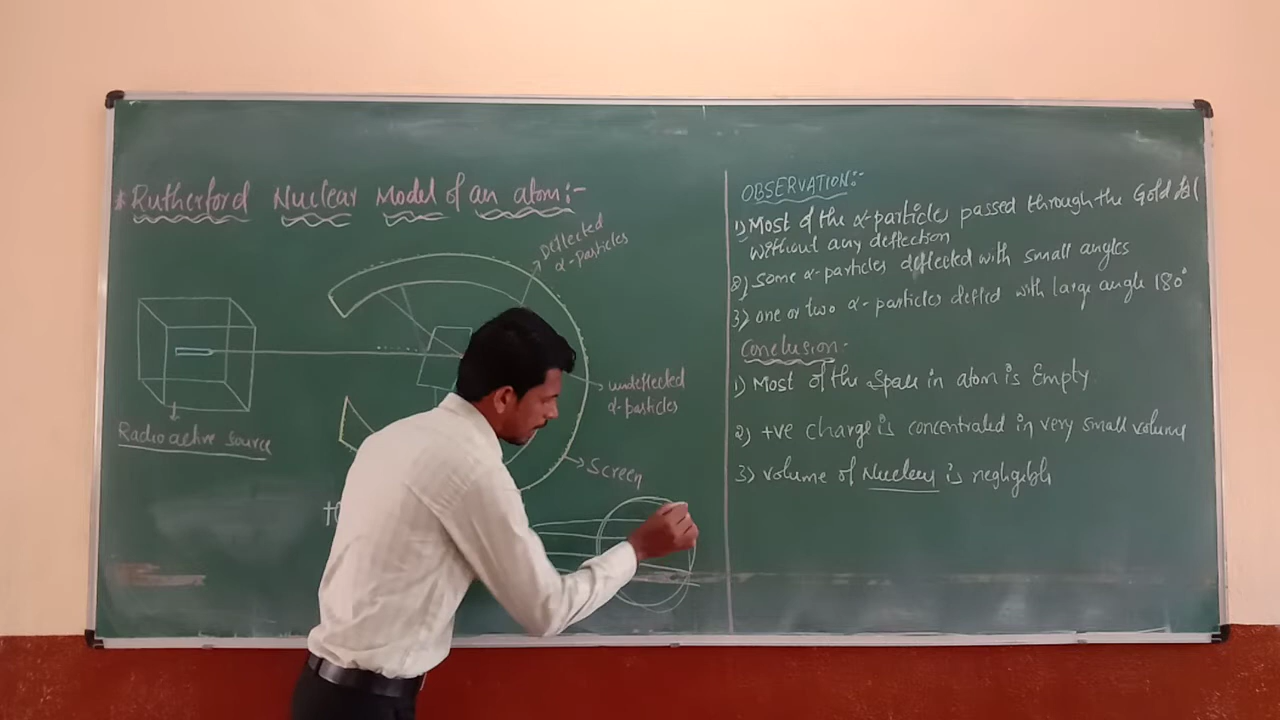 * Rutherford Nuclear Model of an atom:-
Deflected
α-particles
undeflected
α-particles
Screen
Radioactive source
OBSERVATION:-
1) Most of the α-particles passed through the Gold
without any deflection
2) Some α-particles deflected with small angles
3) one or two α-particles deflted with large angle 180°
Conclusion:-
1) Most of the Space in atom is Empty
2) +ve charge is concentrated in very small volume
3) volume of Nucleus is negligible